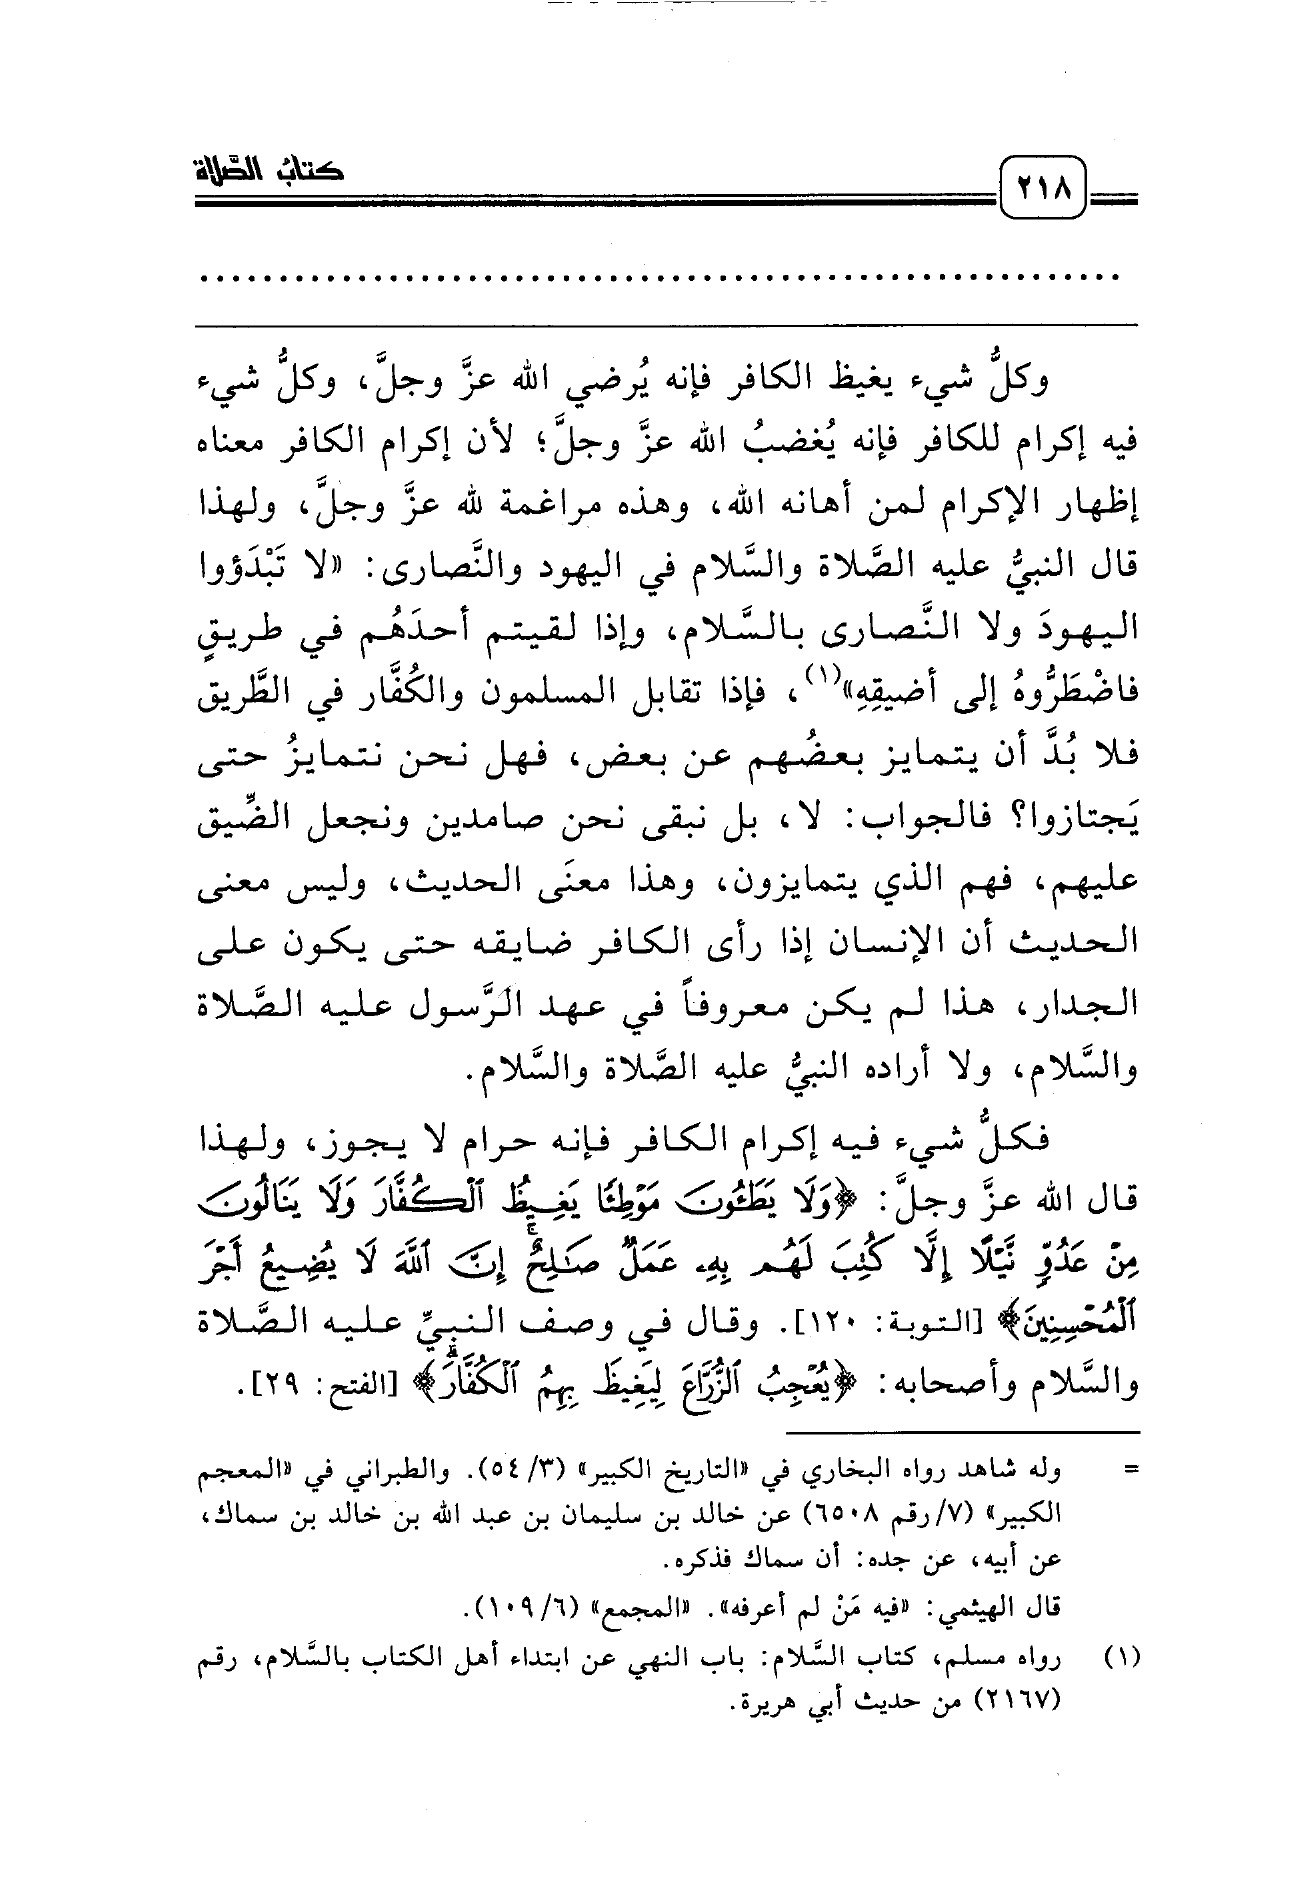 كتاب الصَّلاة
٢١٨
وكلُّ شيء يغيظ الكافر فإنه يُرضي الله عزَّ وجلَّ، وكلُّ شيء
فيه إكرام للكافر فإنه يُغضبُ الله عزَّ وجلَّ؛ لأن إكرام الكافر معناه
إظهار الإكرام لمن أهانه الله، وهذه مراغمة لله عزَّ وجلَّ، ولهذا
قال النبيُّ عليه الصَّلاة والسَّلام في اليهود والنَّصارى: «لا تَبْدَؤوا
اليهودَ ولا النَّصارى بالسَّلام، وإذا لقيتم أحدَهُم في طريقٍ
فاضْطَرُّوهُ إلى أضيقِهِ»(١)، فإذا تقابل المسلمون والكُفَّار في الطَّريق
فلا بُدَّ أن يتمايز بعضُهم عن بعض، فهل نحن نتمايزُ حتى
يَجتازوا؟ فالجواب: لا، بل نبقى نحن صامدين ونجعل الضِّيق
عليهم، فهم الذي يتمايزون، وهذا معنَى الحديث، وليس معنى
الحديث أن الإنسان إذا رأى الكافر ضايقه حتى يكون على
الجدار، هذا لم يكن معروفاً في عهد الرَّسول عليه الصَّلاة
والسَّلام، ولا أراده النبيُّ عليه الصَّلاة والسَّلام.
فكلُّ شيء فيه إكرام الكافر فإنه حرام لا يجوز، ولهذا
قال الله عزَّ وجلَّ: ﴿وَلَا يَطَـُٔونَ مَوْطِئًا يَغِيظُ ٱلْكُفَّارَ وَلَا يَنَالُونَ
مِنْ عَدُوٍّ نَّيْلًا إِلَّا كُتِبَ لَهُم بِهِۦ عَمَلٌ صَٰلِحٌ ۚ إِنَّ ٱللَّهَ لَا يُضِيعُ أَجْرَ
ٱلْمُحْسِنِينَ﴾ [التوبة: ١٢٠]. وقال في وصف النبيِّ عليه الصَّلاة
والسَّلام وأصحابه: ﴿يُعْجِبُ ٱلزُّرَّاعَ لِيَغِيظَ بِهِمُ ٱلْكُفَّارَ ۗ﴾ [الفتح: ٢٩].
= وله شاهد رواه البخاري في «التاريخ الكبير» (٣/ ٥٤). والطبراني في «المعجم
الكبير» (٧/ رقم ٦٥٠٨) عن خالد بن سليمان بن عبد الله بن خالد بن سماك،
عن أبيه، عن جده: أن سماك فذكره.
قال الهيثمي: «فيه مَنْ لم أعرفه». «المجمع» (٦/ ١٠٩).
(١) رواه مسلم، كتاب السَّلام: باب النهي عن ابتداء أهل الكتاب بالسَّلام، رقم
(٢١٦٧) من حديث أبي هريرة.